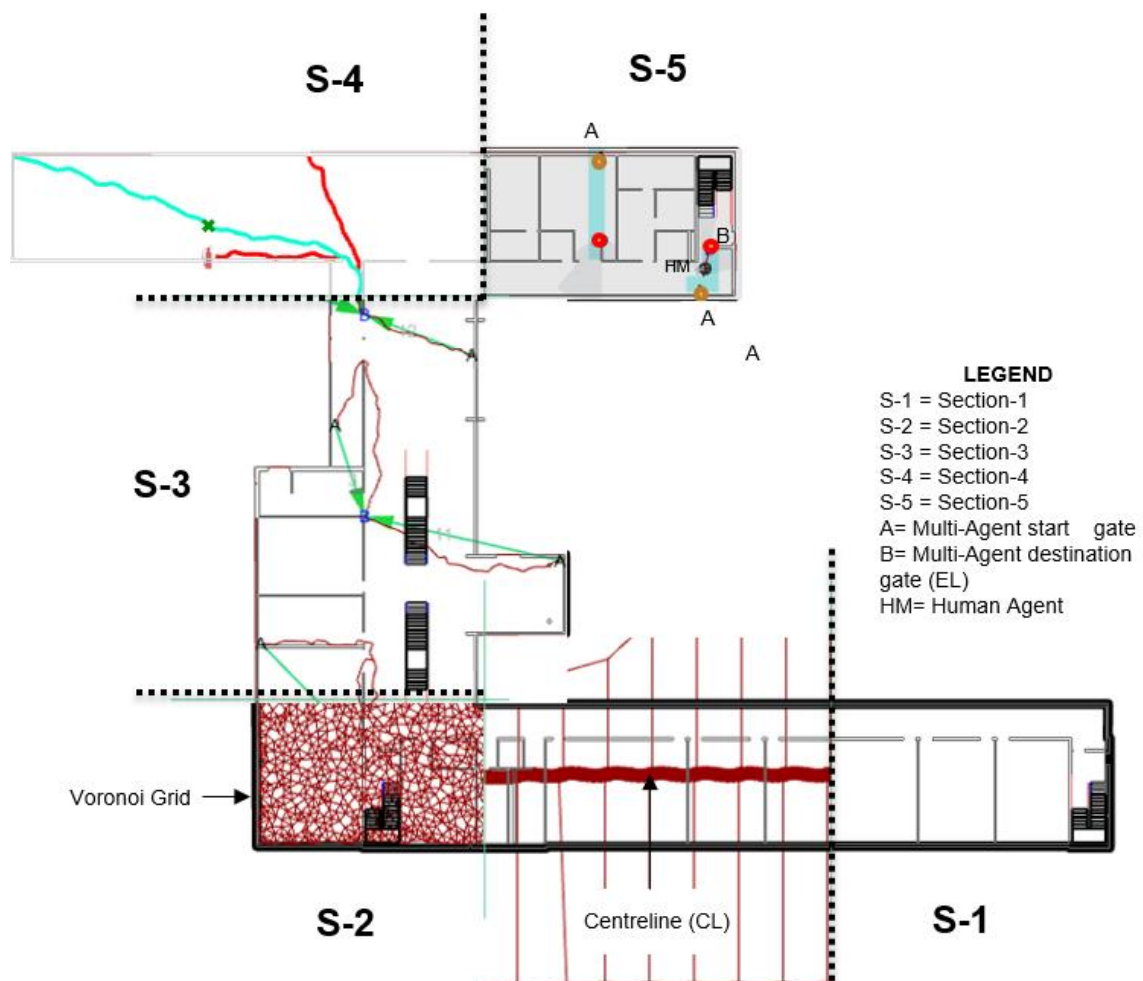 S-4
S-5
A
B
HM
A
A
B
12
A
A
S-3
B
11
A
A
LEGEND
S-1 = Section-1
S-2 = Section-2
S-3 = Section-3
S-4 = Section-4
S-5 = Section-5
A= Multi-Agent start gate
B= Multi-Agent destination
gate (EL)
HM= Human Agent
Voronoi Grid
S-2
Centreline (CL)
S-1